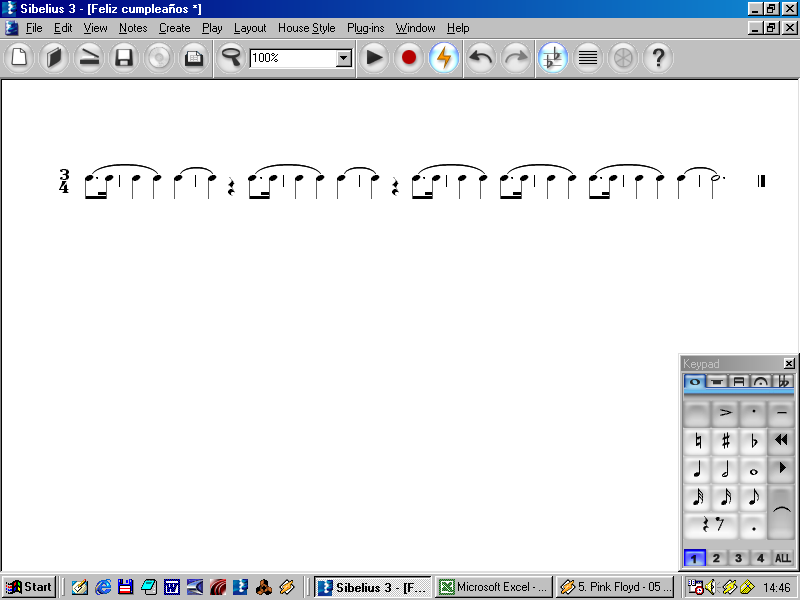 Sibelius 3 - [Feliz cumpleaños *]
File Edit View Notes Create Play Layout House Style Plug-ins Window Help
100%
3
4
Keypad
1 2 3 4 ALL
Start Sibelius 3 - [F... Microsoft Excel - ... 5. Pink Floyd - 05 ... 14:46